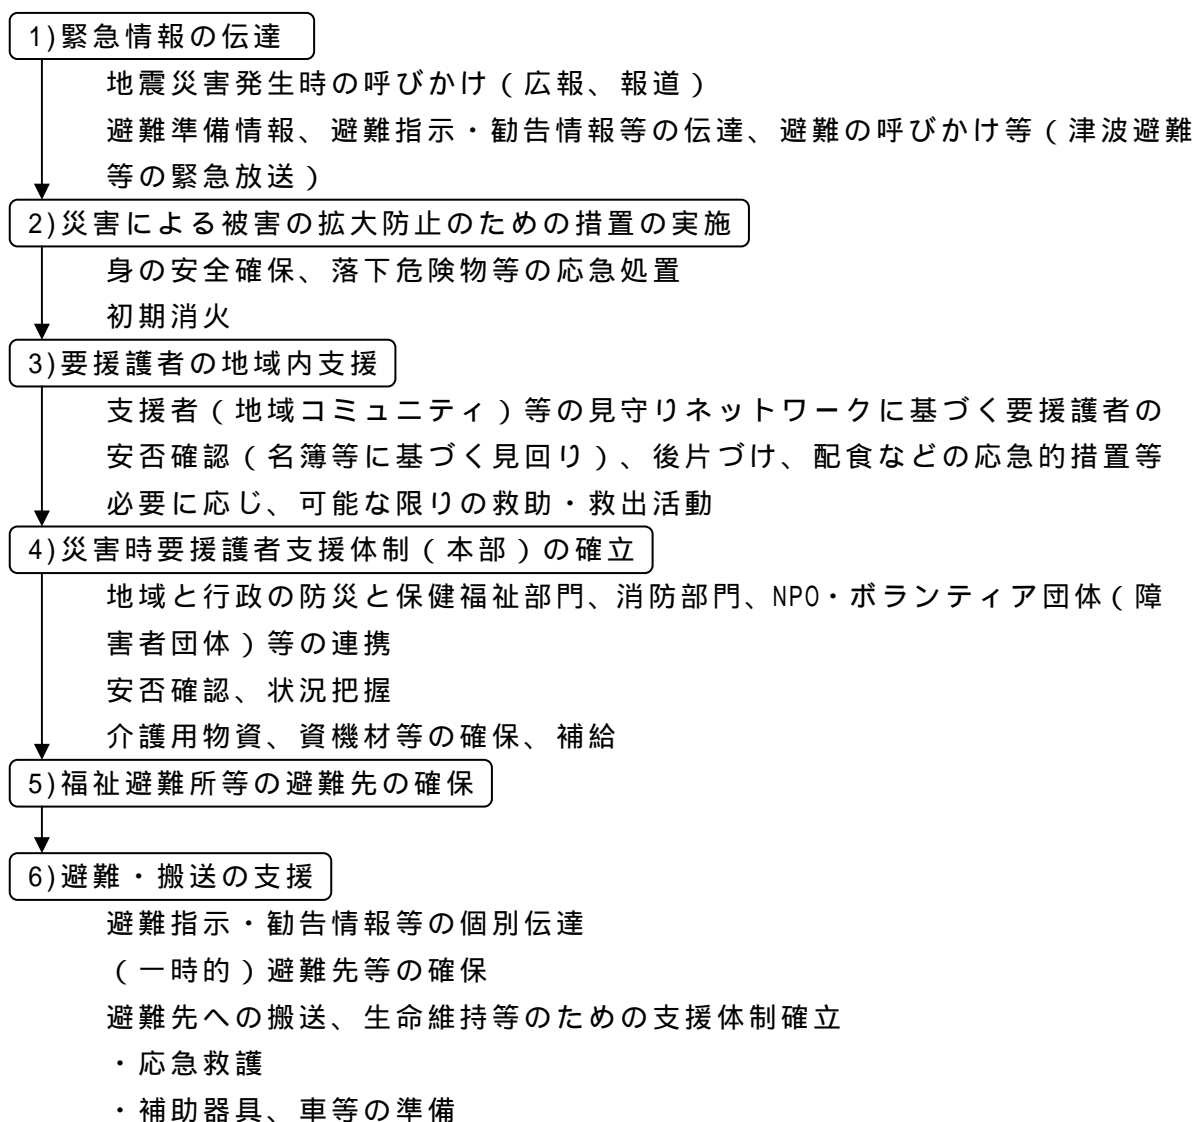 1)緊急情報の伝達
地震災害発生時の呼びかけ（広報、報道）
避難準備情報、避難指示・勧告情報等の伝達、避難の呼びかけ等（津波避難
等の緊急放送）
2)災害による被害の拡大防止のための措置の実施
身の安全確保、落下危険物等の応急処置
初期消火
3)要援護者の地域内支援
支援者（地域コミュニティ）等の見守りネットワークに基づく要援護者の
安否確認（名簿等に基づく見回り）、後片づけ、配食などの応急的措置等
必要に応じ、可能な限りの救助・救出活動
4)災害時要援護者支援体制（本部）の確立
地域と行政の防災と保健福祉部門、消防部門、NPO・ボランティア団体（障
害者団体）等の連携
安否確認、状況把握
介護用物資、資機材等の確保、補給
5)福祉避難所等の避難先の確保
6)避難・搬送の支援
避難指示・勧告情報等の個別伝達
（一時的）避難先等の確保
避難先への搬送、生命維持等のための支援体制確立
・応急救護
・補助器具、車等の準備